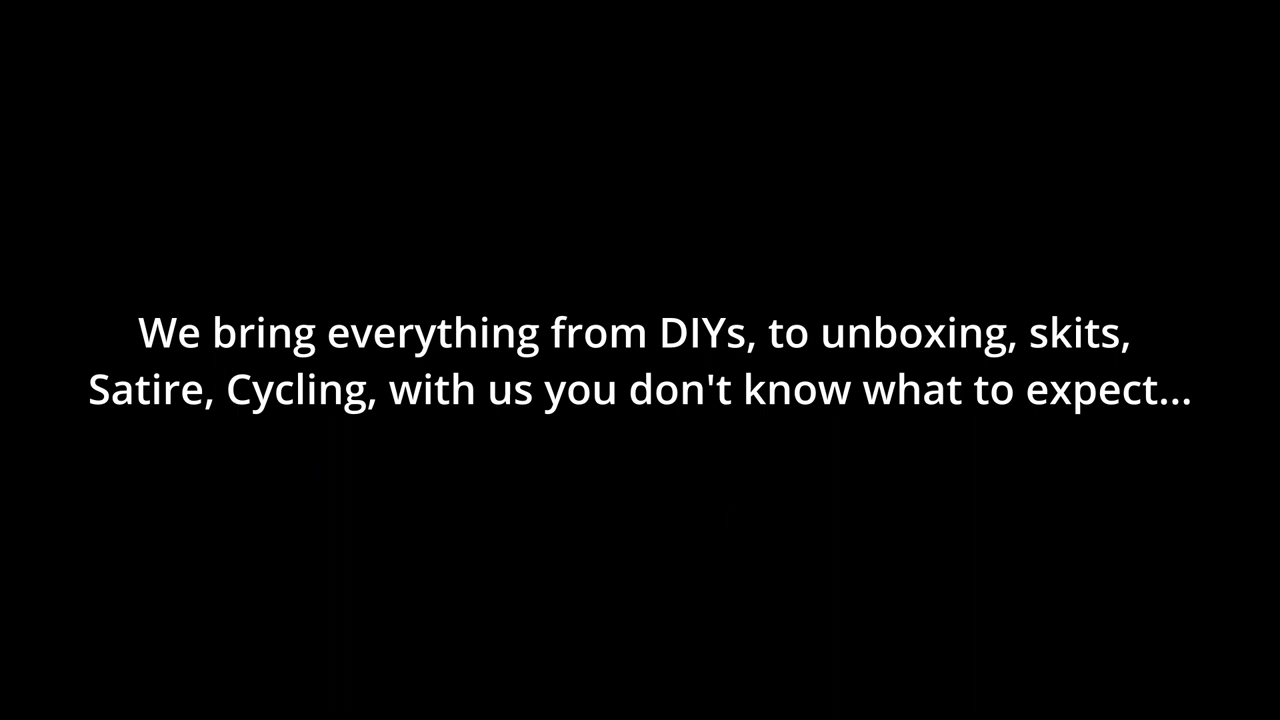 We bring everything from DIYs, to unboxing, skits,
Satire, Cycling, with us you don't know what to expect...